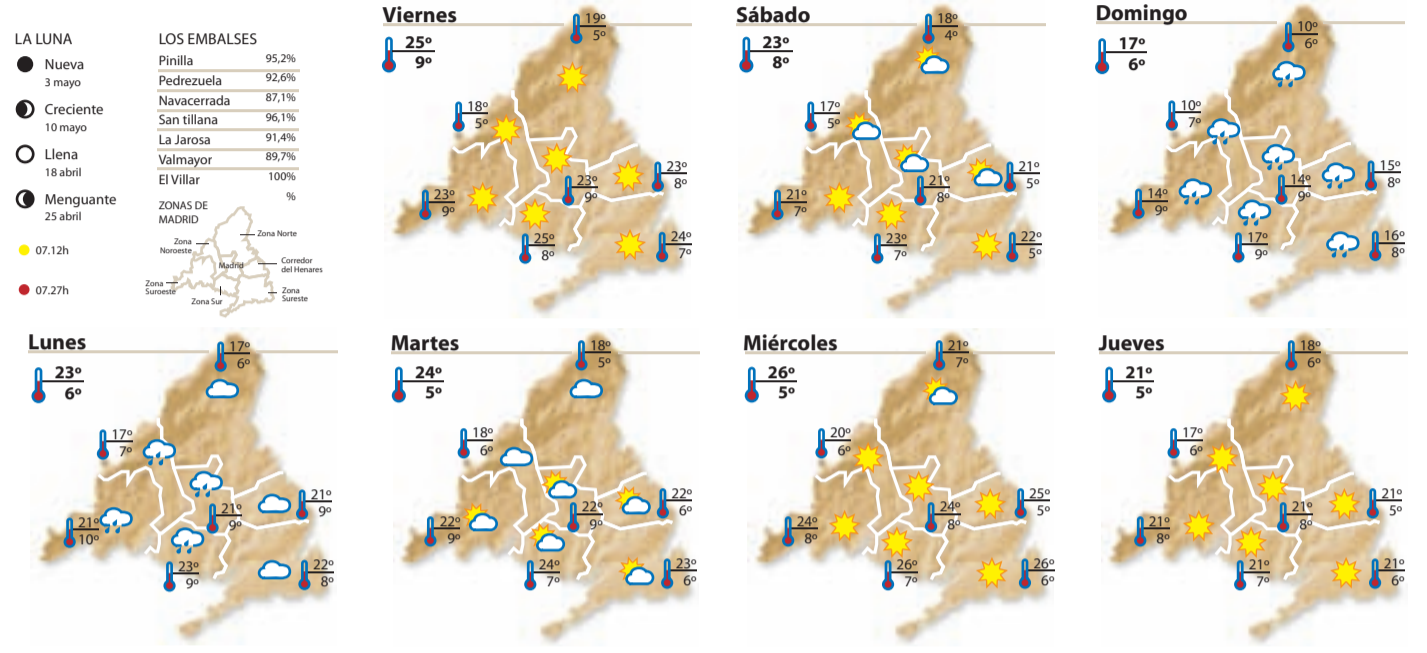 LA LUNA
Nueva
3 mayo
Creciente
10 mayo
Llena
18 abril
Menguante
25 abril
07.12h
07.27h
LOS EMBALSES
Pinilla 95,2%
Pedrezuela 92,6%
Navacerrada 87,1%
San tillana 96,1%
La Jarosa 91,4%
Valmayor 89,7%
El Villar 100%
%
ZONAS DE
MADRID
Zona Norte
Zona
Noroeste
Madrid
Corredor
del Henares
Zona
Suroeste
Zona Sur
Zona
Sureste
Viernes
25º
9º
19º
5º
18º
5º
23º
8º
23º
9º
23º
9º
25º
8º
24º
7º
Sábado
23º
8º
18º
4º
17º
5º
21º
5º
21º
8º
21º
7º
23º
7º
22º
5º
Domingo
17º
6º
10º
6º
10º
7º
15º
8º
14º
9º
14º
9º
17º
9º
16º
8º
Lunes
23º
6º
17º
6º
17º
7º
21º
9º
21º
9º
21º
10º
23º
9º
22º
8º
Martes
24º
5º
18º
5º
18º
6º
22º
6º
22º
9º
22º
9º
24º
7º
23º
6º
Miércoles
26º
5º
21º
7º
20º
6º
25º
5º
24º
8º
24º
8º
26º
7º
26º
6º
Jueves
21º
5º
18º
6º
17º
6º
21º
5º
21º
8º
21º
8º
21º
7º
21º
6º